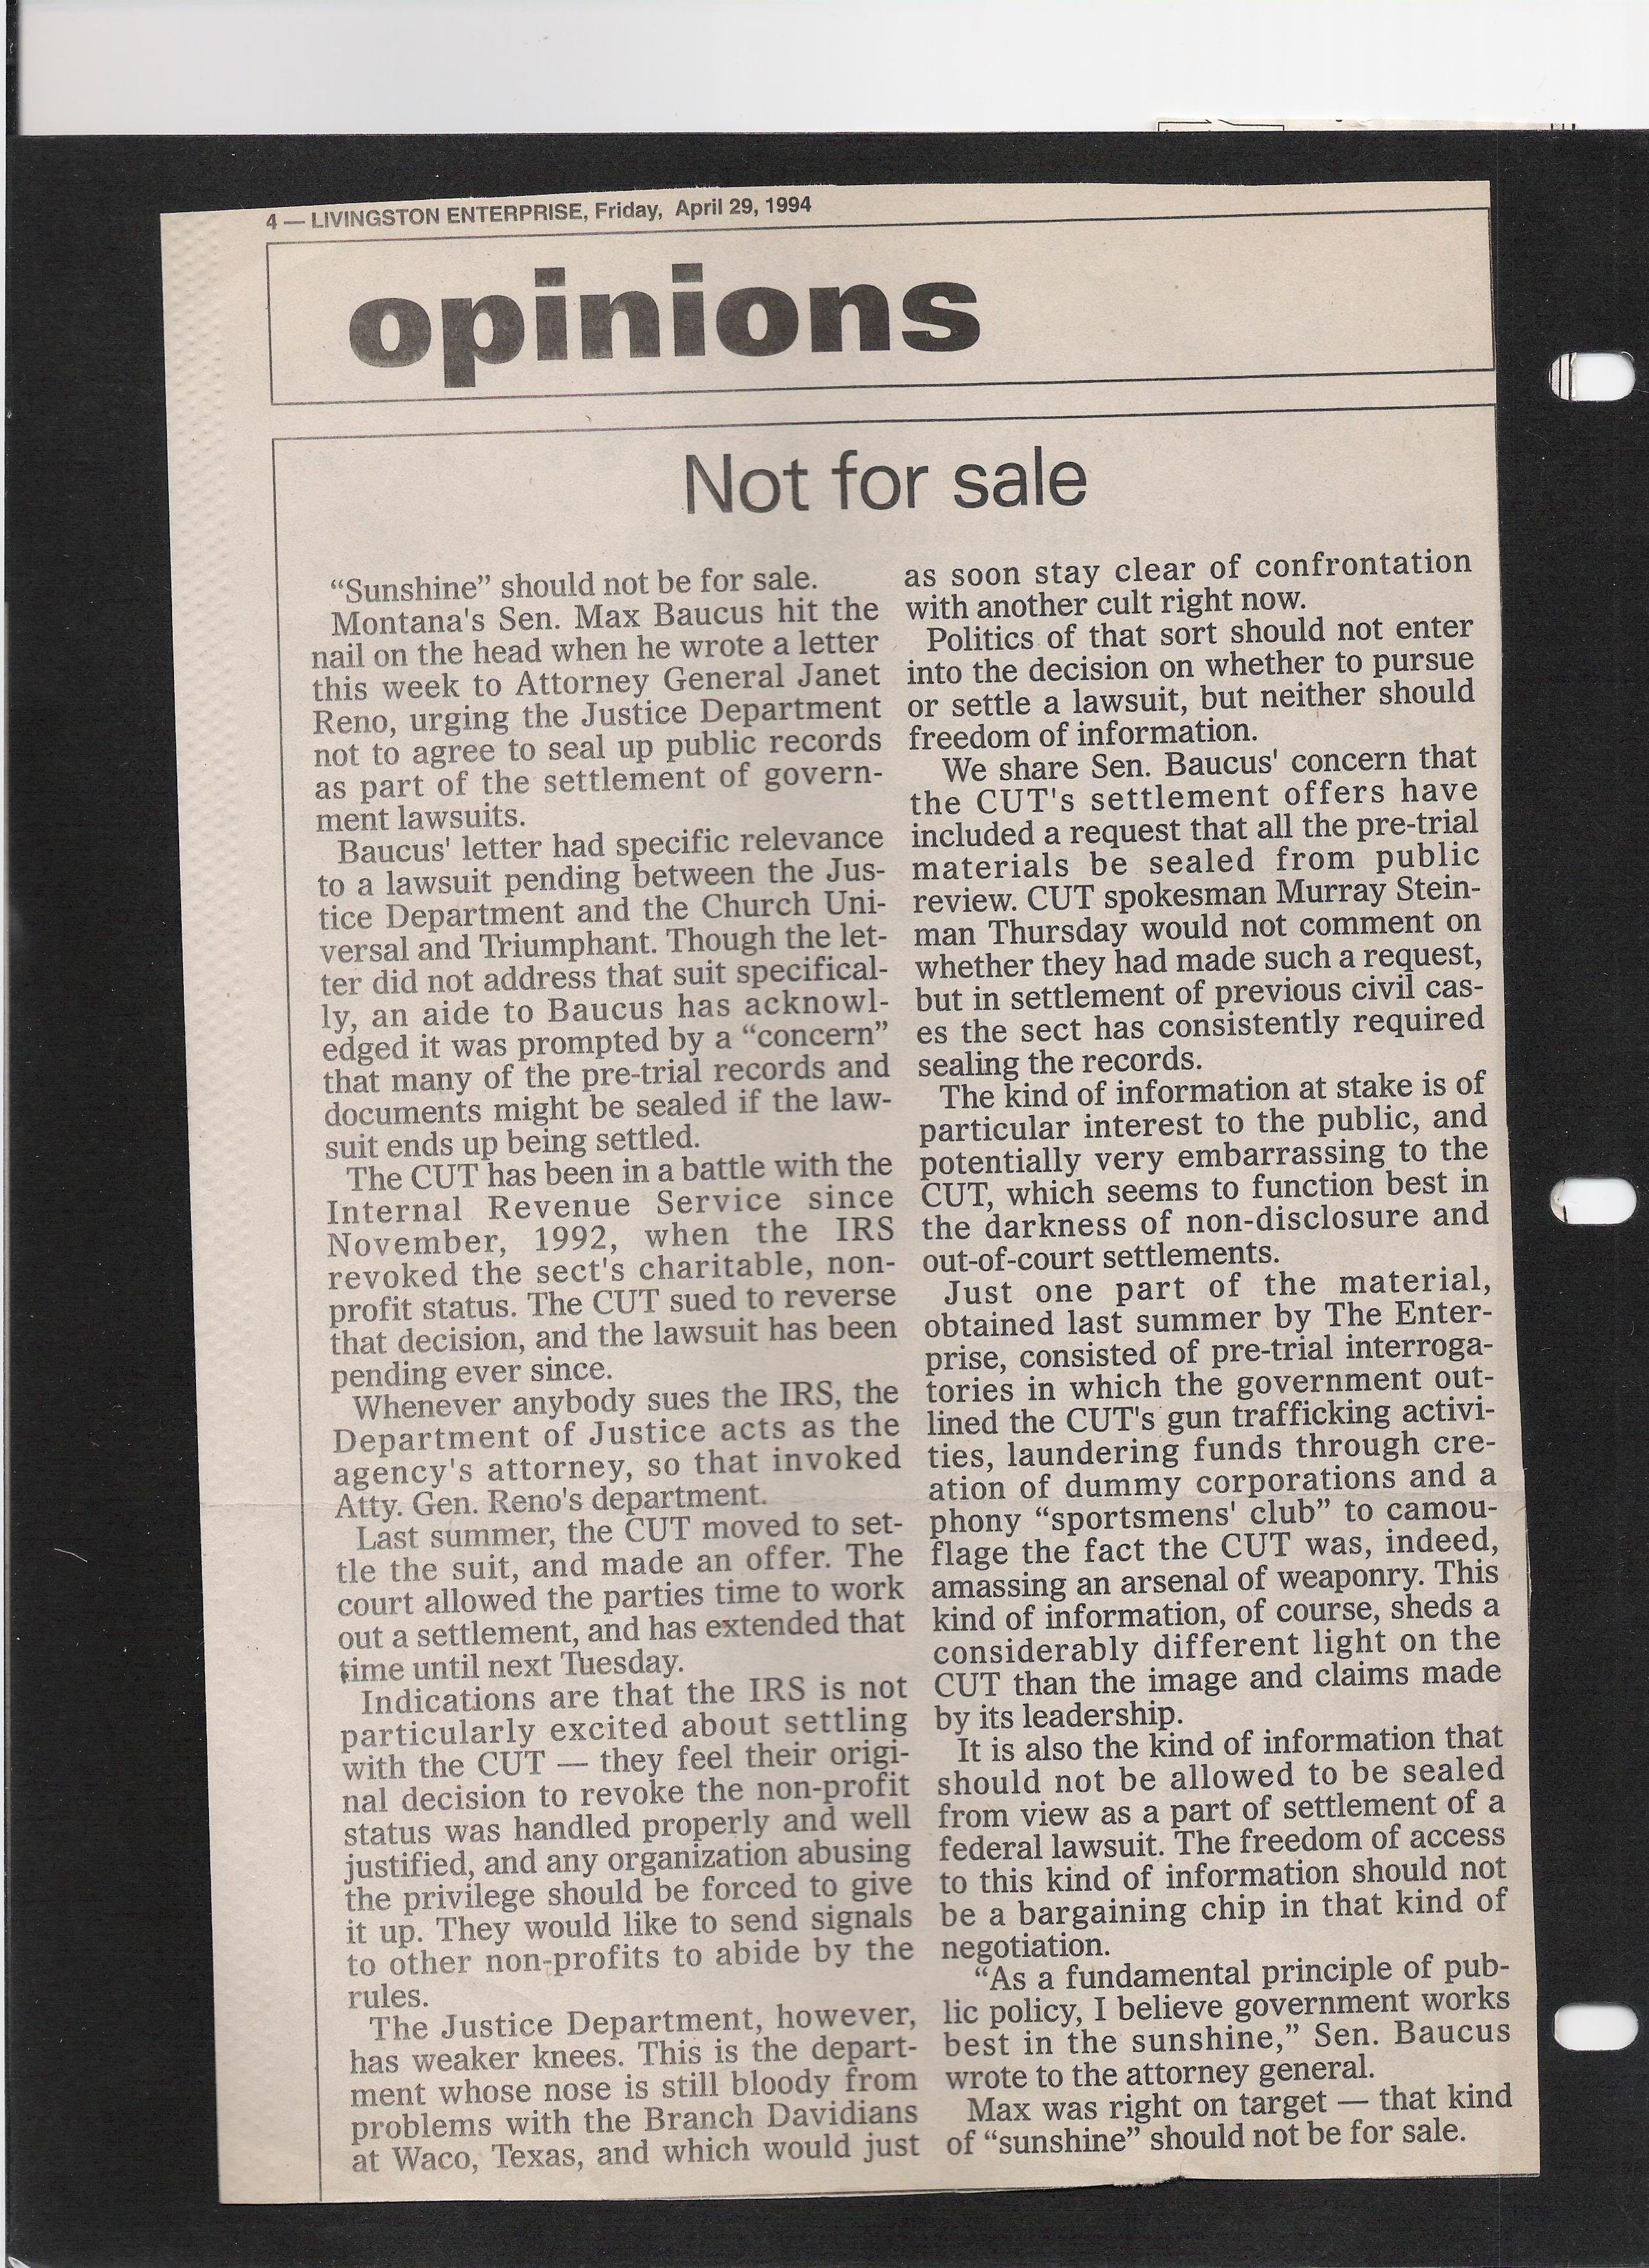 4 — LIVINGSTON ENTERPRISE, Friday, April 29, 1994
opinions
Not for sale
“Sunshine” should not be for sale.
Montana's Sen. Max Baucus hit the
nail on the head when he wrote a letter
this week to Attorney General Janet
Reno, urging the Justice Department
not to agree to seal up public records
as part of the settlement of govern-
ment lawsuits.
Baucus' letter had specific relevance
to a lawsuit pending between the Jus-
tice Department and the Church Uni-
versal and Triumphant. Though the let-
ter did not address that suit specifical-
ly, an aide to Baucus has acknowl-
edged it was prompted by a “concern”
that many of the pre-trial records and
documents might be sealed if the law-
suit ends up being settled.
The CUT has been in a battle with the
Internal Revenue Service since
November, 1992, when the IRS
revoked the sect's charitable, non-
profit status. The CUT sued to reverse
that decision, and the lawsuit has been
pending ever since.
Whenever anybody sues the IRS, the
Department of Justice acts as the
agency's attorney, so that invoked
Atty. Gen. Reno's department.
Last summer, the CUT moved to set-
tle the suit, and made an offer. The
court allowed the parties time to work
out a settlement, and has extended that
time until next Tuesday.
Indications are that the IRS is not
particularly excited about settling
with the CUT — they feel their origi-
nal decision to revoke the non-profit
status was handled properly and well
justified, and any organization abusing
the privilege should be forced to give
it up. They would like to send signals
to other non-profits to abide by the
rules.
The Justice Department, however,
has weaker knees. This is the depart-
ment whose nose is still bloody from
problems with the Branch Davidians
at Waco, Texas, and which would just
as soon stay clear of confrontation
with another cult right now.
Politics of that sort should not enter
into the decision on whether to pursue
or settle a lawsuit, but neither should
freedom of information.
We share Sen. Baucus' concern that
the CUT's settlement offers have
included a request that all the pre-trial
materials be sealed from public
review. CUT spokesman Murray Stein-
man Thursday would not comment on
whether they had made such a request,
but in settlement of previous civil cas-
es the sect has consistently required
sealing the records.
The kind of information at stake is of
particular interest to the public, and
potentially very embarrassing to the
CUT, which seems to function best in
the darkness of non-disclosure and
out-of-court settlements.
Just one part of the material,
obtained last summer by The Enter-
prise, consisted of pre-trial interroga-
tories in which the government out-
lined the CUT's gun trafficking activi-
ties, laundering funds through cre-
ation of dummy corporations and a
phony “sportsmens' club” to camou-
flage the fact the CUT was, indeed,
amassing an arsenal of weaponry. This
kind of information, of course, sheds a
considerably different light on the
CUT than the image and claims made
by its leadership.
It is also the kind of information that
should not be allowed to be sealed
from view as a part of settlement of a
federal lawsuit. The freedom of access
to this kind of information should not
be a bargaining chip in that kind of
negotiation.
“As a fundamental principle of pub-
lic policy, I believe government works
best in the sunshine,” Sen. Baucus
wrote to the attorney general.
Max was right on target — that kind
of “sunshine” should not be for sale.